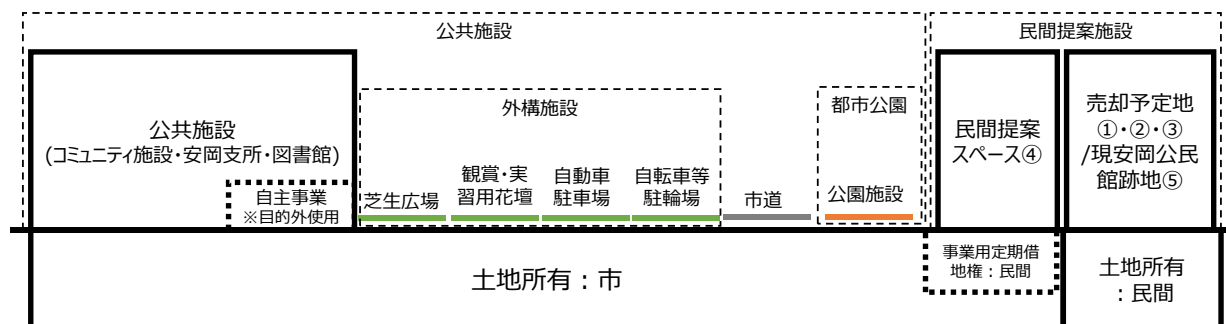 公共施設
民間提案施設
公共施設
(コミュニティ施設・安岡支所・図書館)
自主事業
※目的外使用
外構施設
芝生広場
観賞・実
習用花壇
自動車
駐車場
自転車等
駐輪場
市道
都市公園
公園施設
民間提案
スペース④
売却予定地
①・②・③
/現安岡公民
館跡地⑤
土地所有：市
事業用定期借
地権：民間
土地所有
：民間